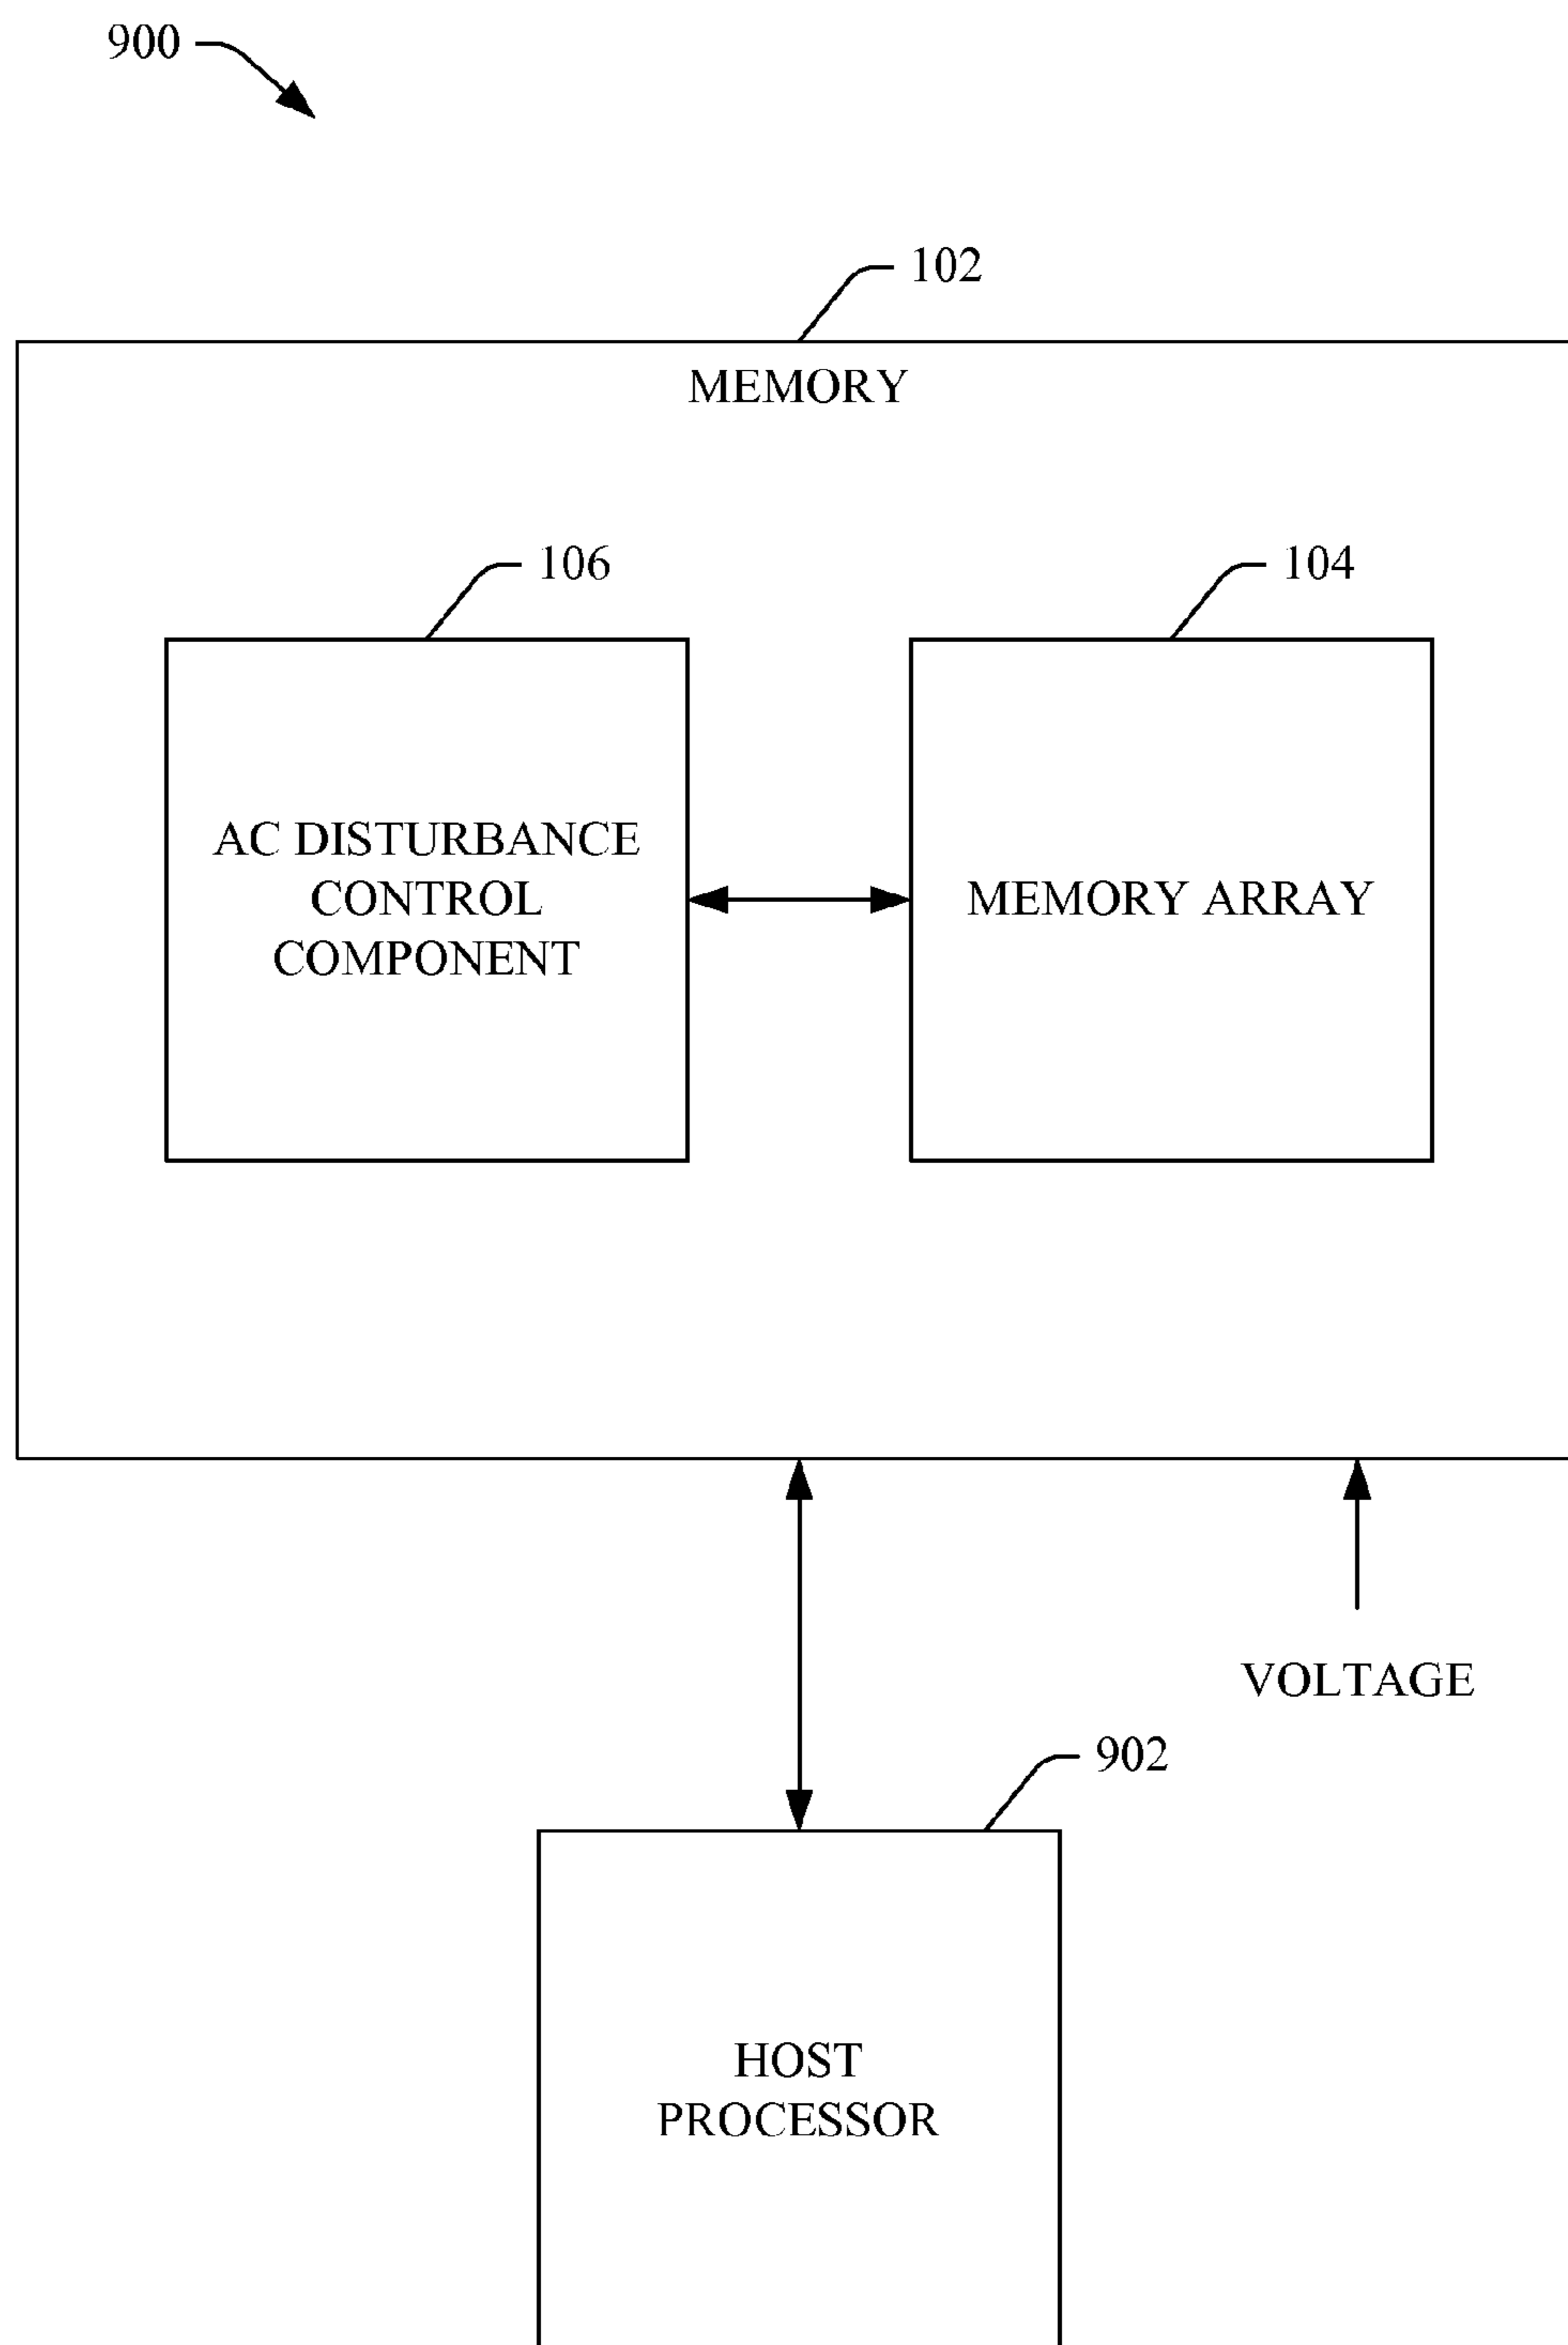 900
102
MEMORY
106
104
AC DISTURBANCE
CONTROL
COMPONENT
MEMORY ARRAY
VOLTAGE
902
HOST
PROCESSOR